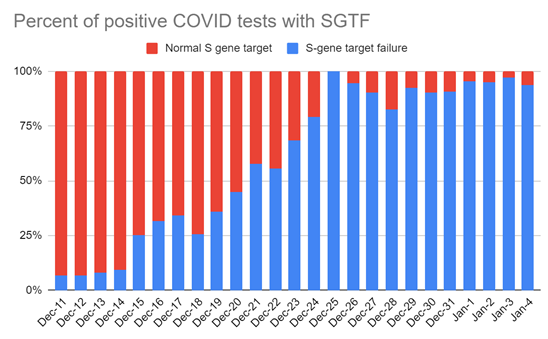 Percent of positive COVID tests with SGTF
Normal S gene target S-gene target failure
100%
75%
50%
25%
0%
Dec-11 Dec-12 Dec-13 Dec-14 Dec-15 Dec-16 Dec-17 Dec-18 Dec-19 Dec-20 Dec-21 Dec-22 Dec-23 Dec-24 Dec-25 Dec-26 Dec-27 Dec-28 Dec-29 Dec-30 Dec-31 Jan-1 Jan-2 Jan-3 Jan-4